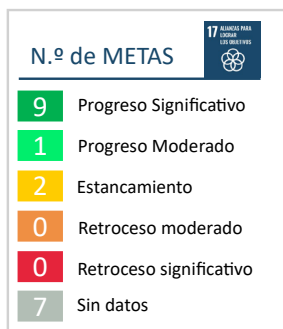 17 ALIANZAS PARA
LOGRAR
LOS OBJETIVOS
N.º de METAS
9 Progreso Significativo
1 Progreso Moderado
2 Estancamiento
0 Retroceso moderado
0 Retroceso significativo
7 Sin datos